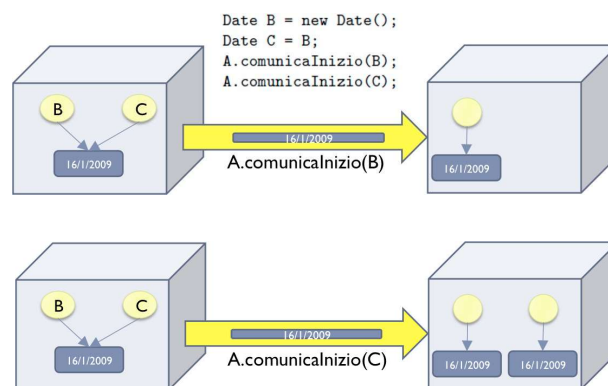 Date B = new Date();
Date C = B;
A.comunicaInizio(B);
A.comunicaInizio(C);
B
C
16/1/2009
16/1/2009
A.comunicaInizio(B)
16/1/2009
B
C
16/1/2009
16/1/2009
A.comunicaInizio(C)
16/1/2009
16/1/2009